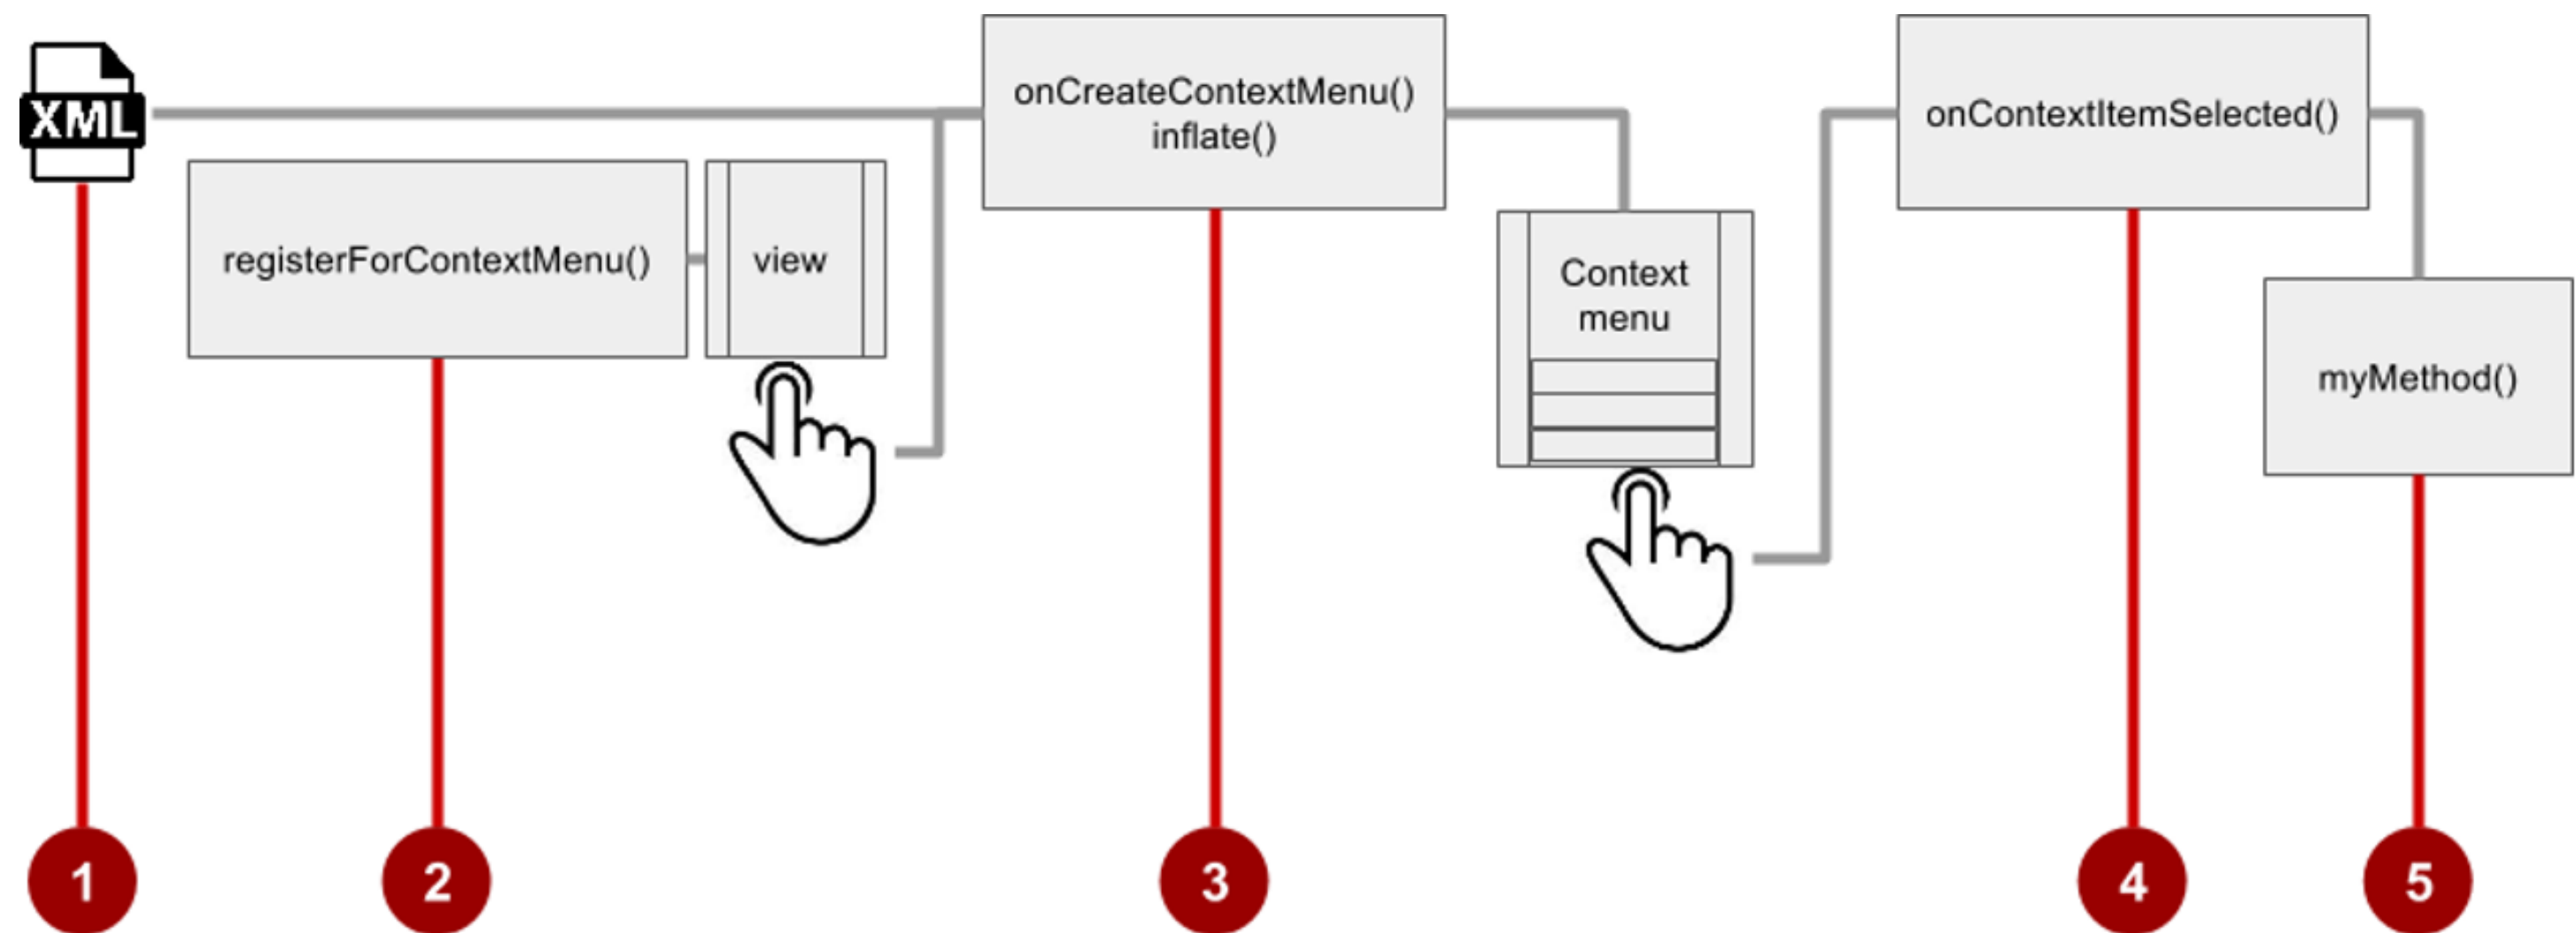 XML
registerForContextMenu()
view
onCreateContextMenu()
inflate()
Context
menu
onContextItemSelected()
myMethod()
1
2
3
4
5